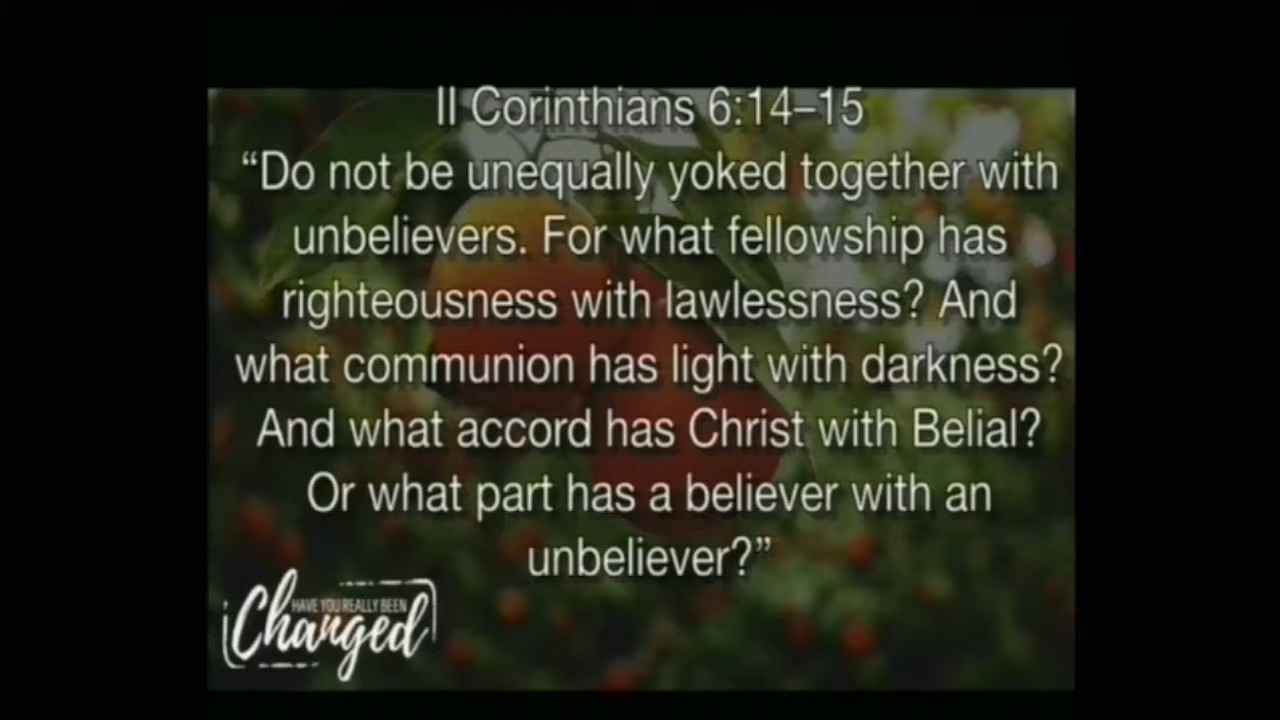 II Corinthians 6:14–15
“Do not be unequally yoked together with
unbelievers. For what fellowship has
righteousness with lawlessness? And
what communion has light with darkness?
And what accord has Christ with Belial?
Or what part has a believer with an
unbeliever?”
HAVE YOU REALLY BEEN
Changed